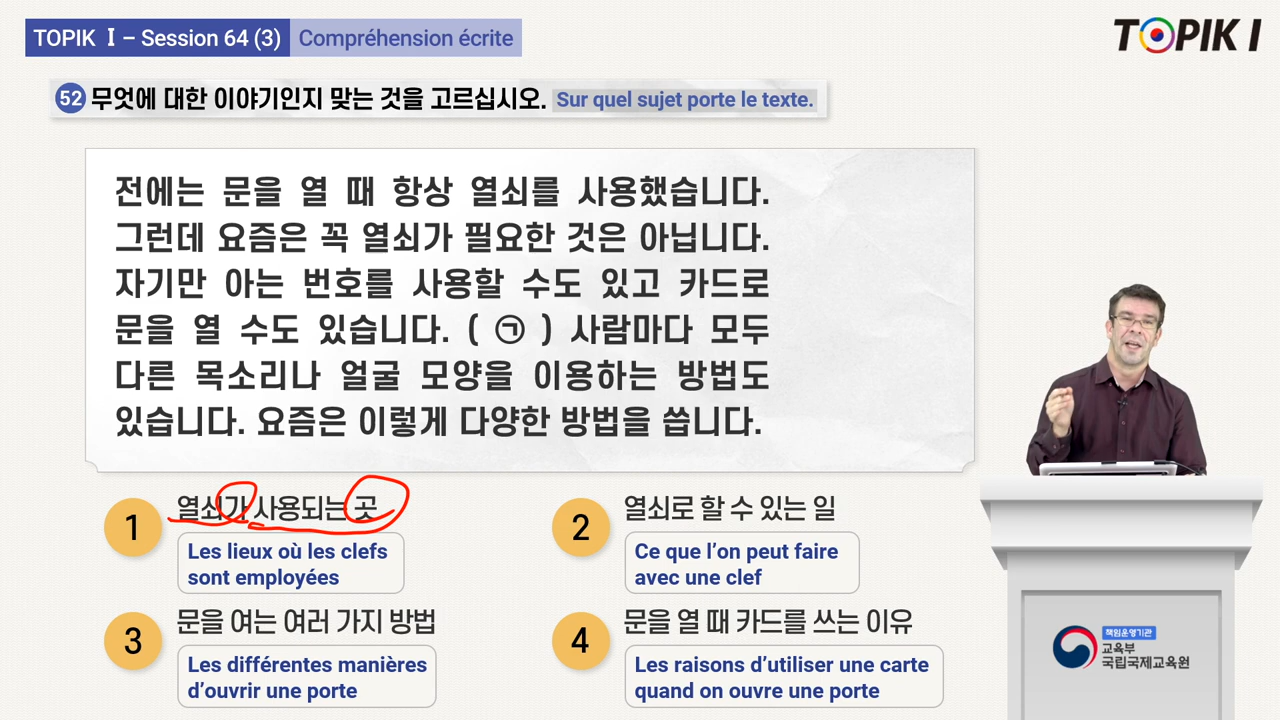 TOPIK Ⅰ – Session 64 (3) Compréhension écrite
TOPIK I
52 무엇에 대한 이야기인지 맞는 것을 고르십시오. Sur quel sujet porte le texte.
전에는 문을 열 때 항상 열쇠를 사용했습니다.
그런데 요즘은 꼭 열쇠가 필요한 것은 아닙니다.
자기만 아는 번호를 사용할 수도 있고 카드로
문을 열 수도 있습니다. ( ㉠ ) 사람마다 모두
다른 목소리나 얼굴 모양을 이용하는 방법도
있습니다. 요즘은 이렇게 다양한 방법을 씁니다.
1 열쇠가 사용되는 곳
Les lieux où les clefs
sont employées
2 열쇠로 할 수 있는 일
Ce que l’on peut faire
avec une clef
3 문을 여는 여러 가지 방법
Les différentes manières
d’ouvrir une porte
4 문을 열 때 카드를 쓰는 이유
Les raisons d’utiliser une carte
quand on ouvre une porte
책임운영기관
교육부
국립국제교육원